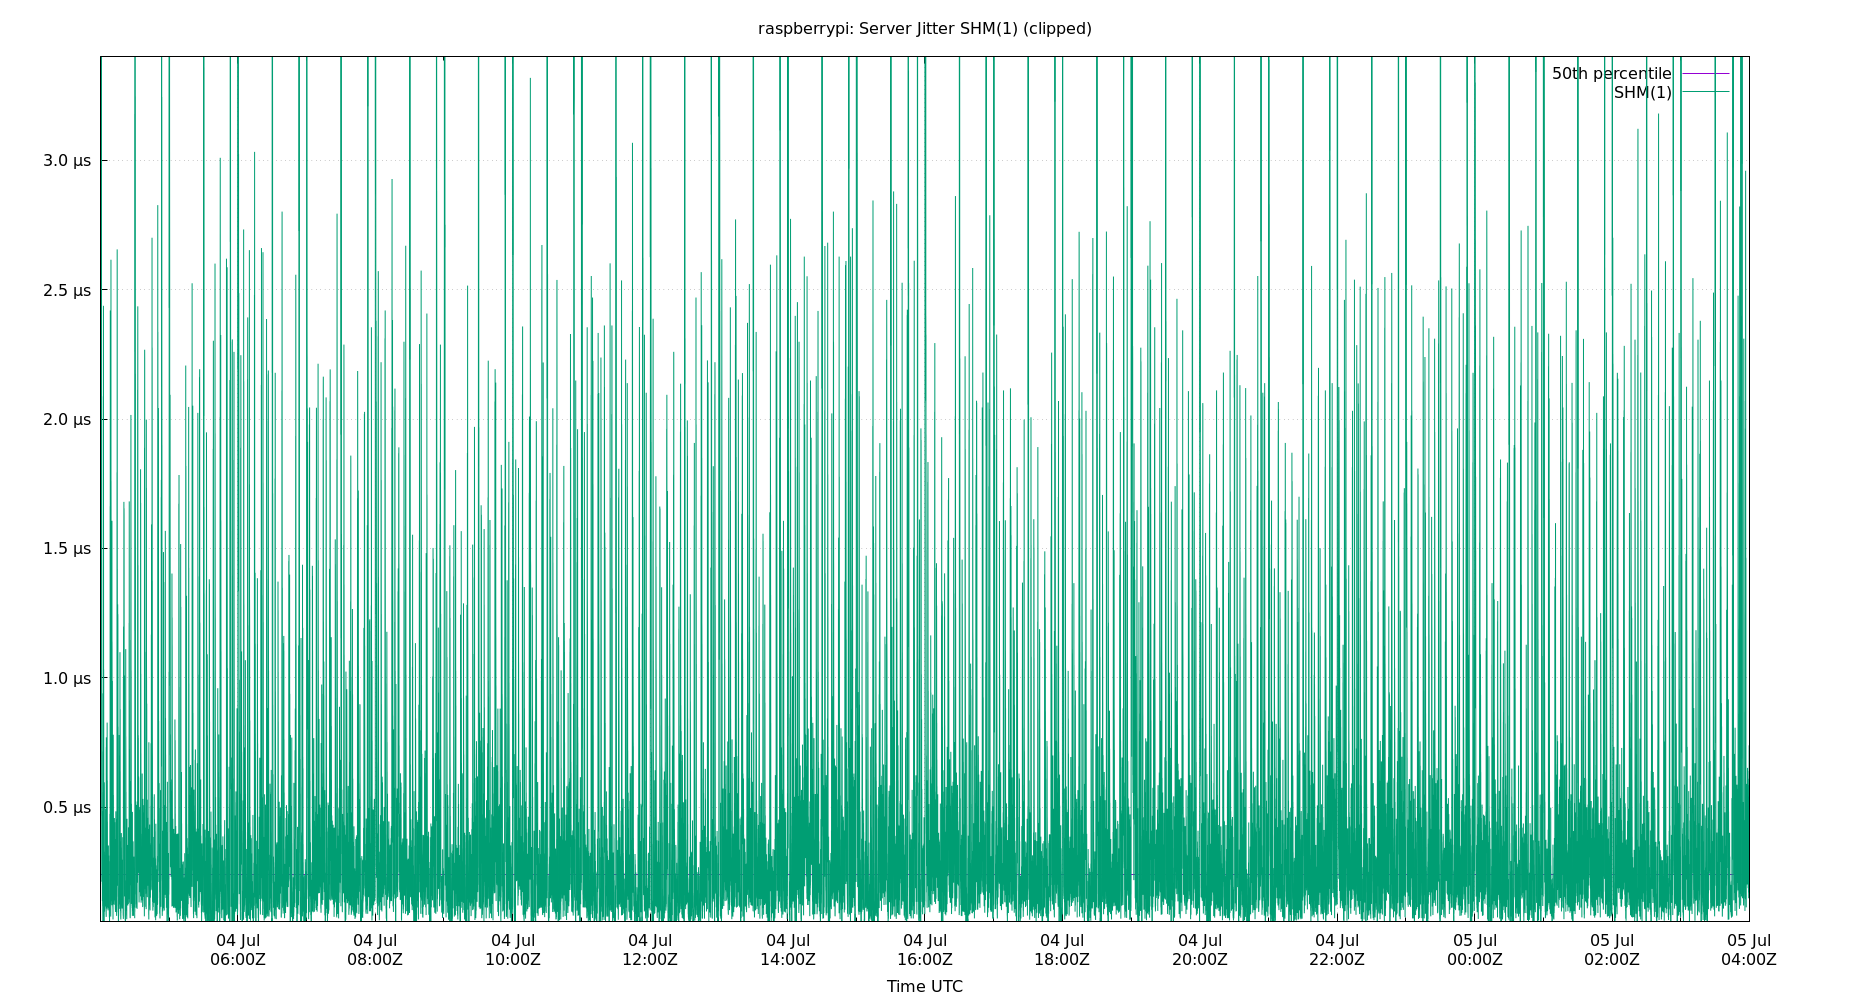 raspberrypi: Server Jitter SHM(1) (clipped)
50th percentile
SHM(1)
3.0 µs
2.5 µs
2.0 µs
1.5 µs
1.0 µs
0.5 µs
04 Jul 04 Jul 04 Jul 04 Jul 04 Jul 04 Jul 04 Jul 04 Jul 04 Jul 05 Jul 05 Jul 05 Jul
06:00Z 08:00Z 10:00Z 12:00Z 14:00Z 16:00Z 18:00Z 20:00Z 22:00Z 00:00Z 02:00Z 04:00Z
Time UTC